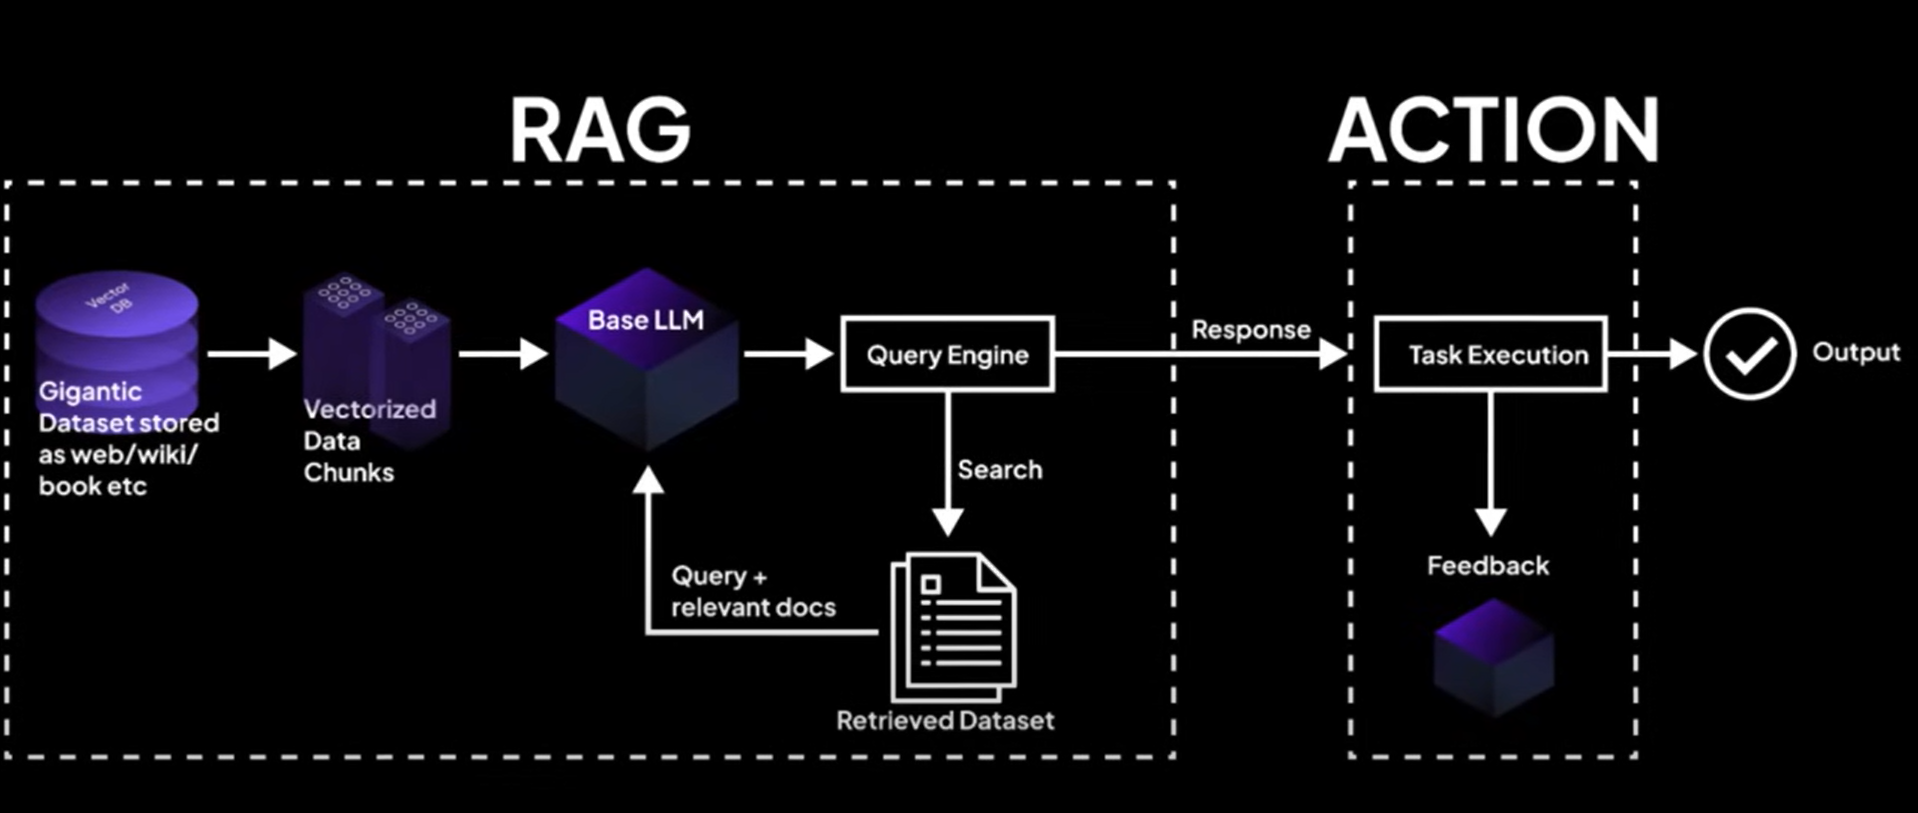 RAG
ACTION
Vector
DB
Gigantic
Dataset stored
as web/wiki/
book etc
Vectorized
Data
Chunks
Base LLM
Query Engine
Search
Query +
relevant docs
Retrieved Dataset
Response
Task Execution
Feedback
Output